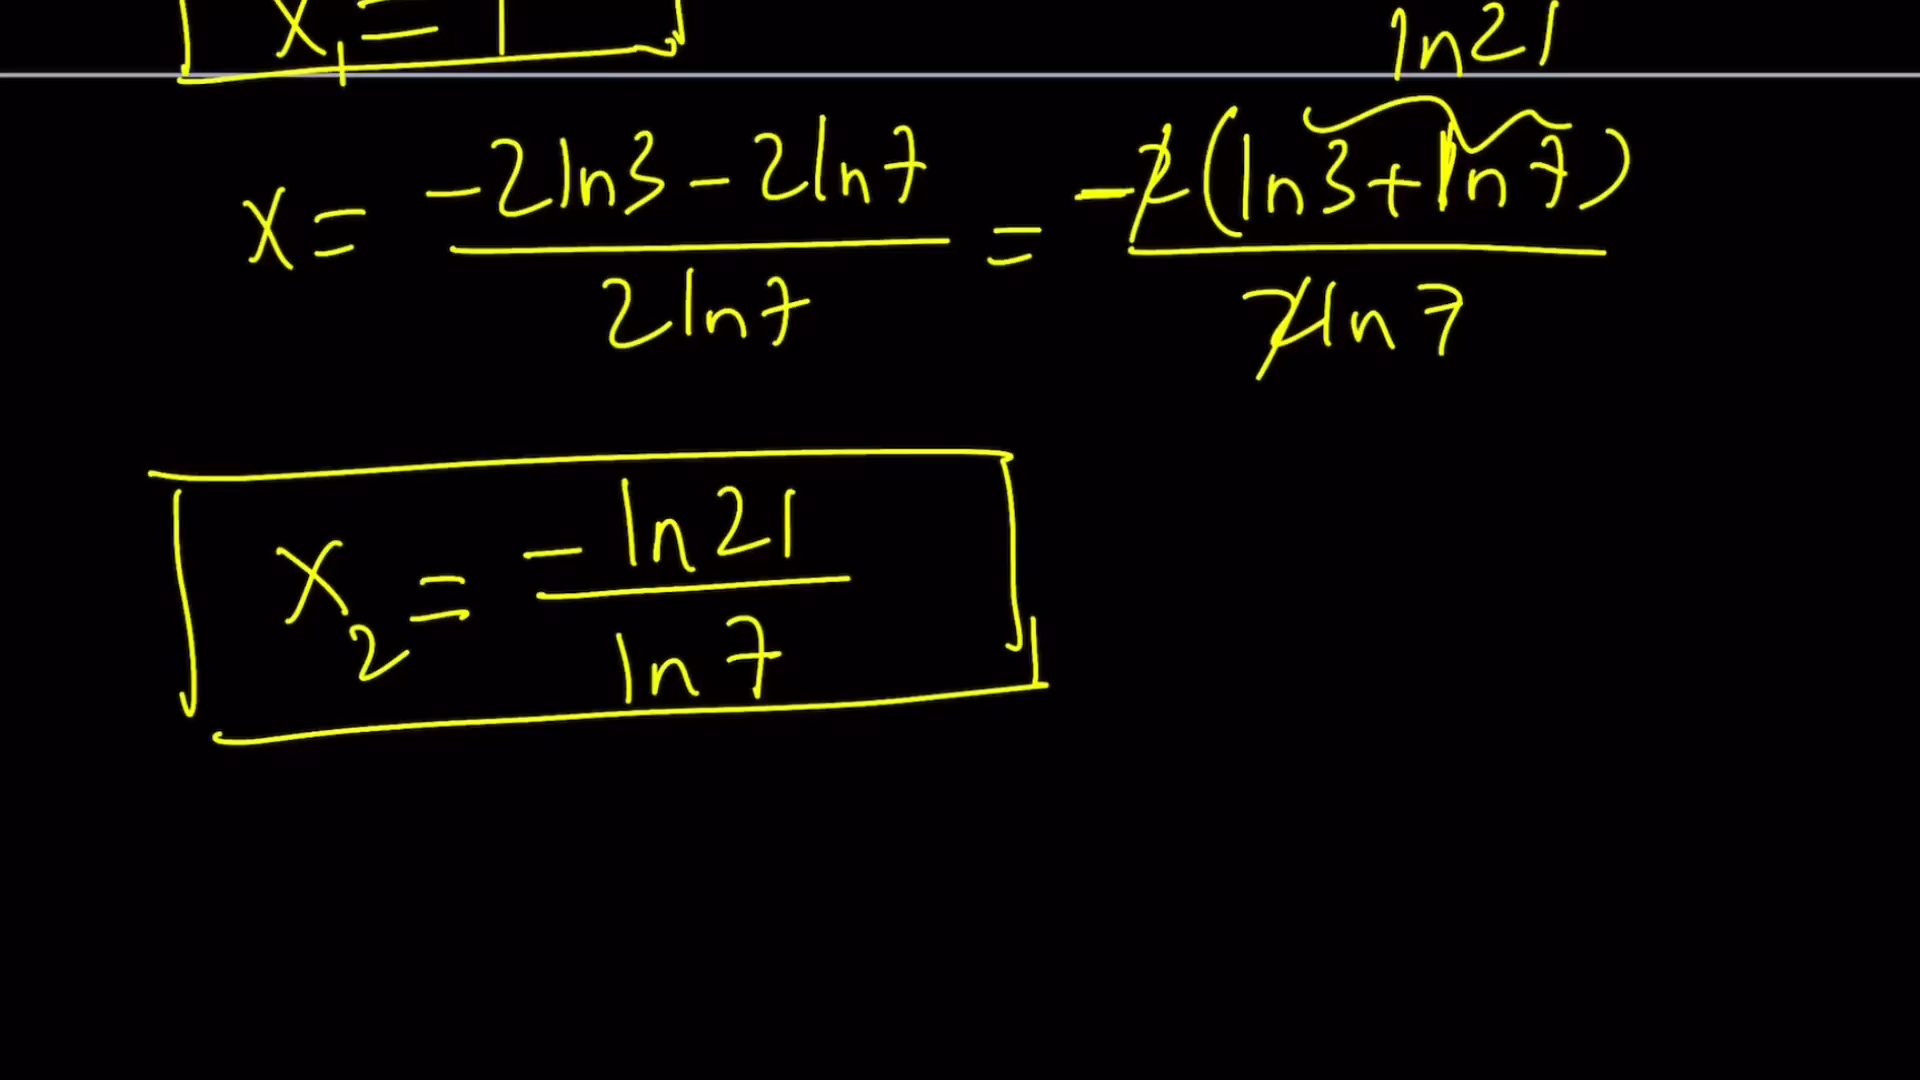 x₁ = 1
ln21
x = (-2ln3 - 2ln7)/(2ln7) = (-2(ln3 + ln7))/(2ln7)
x₂ = (-ln21)/(ln7)